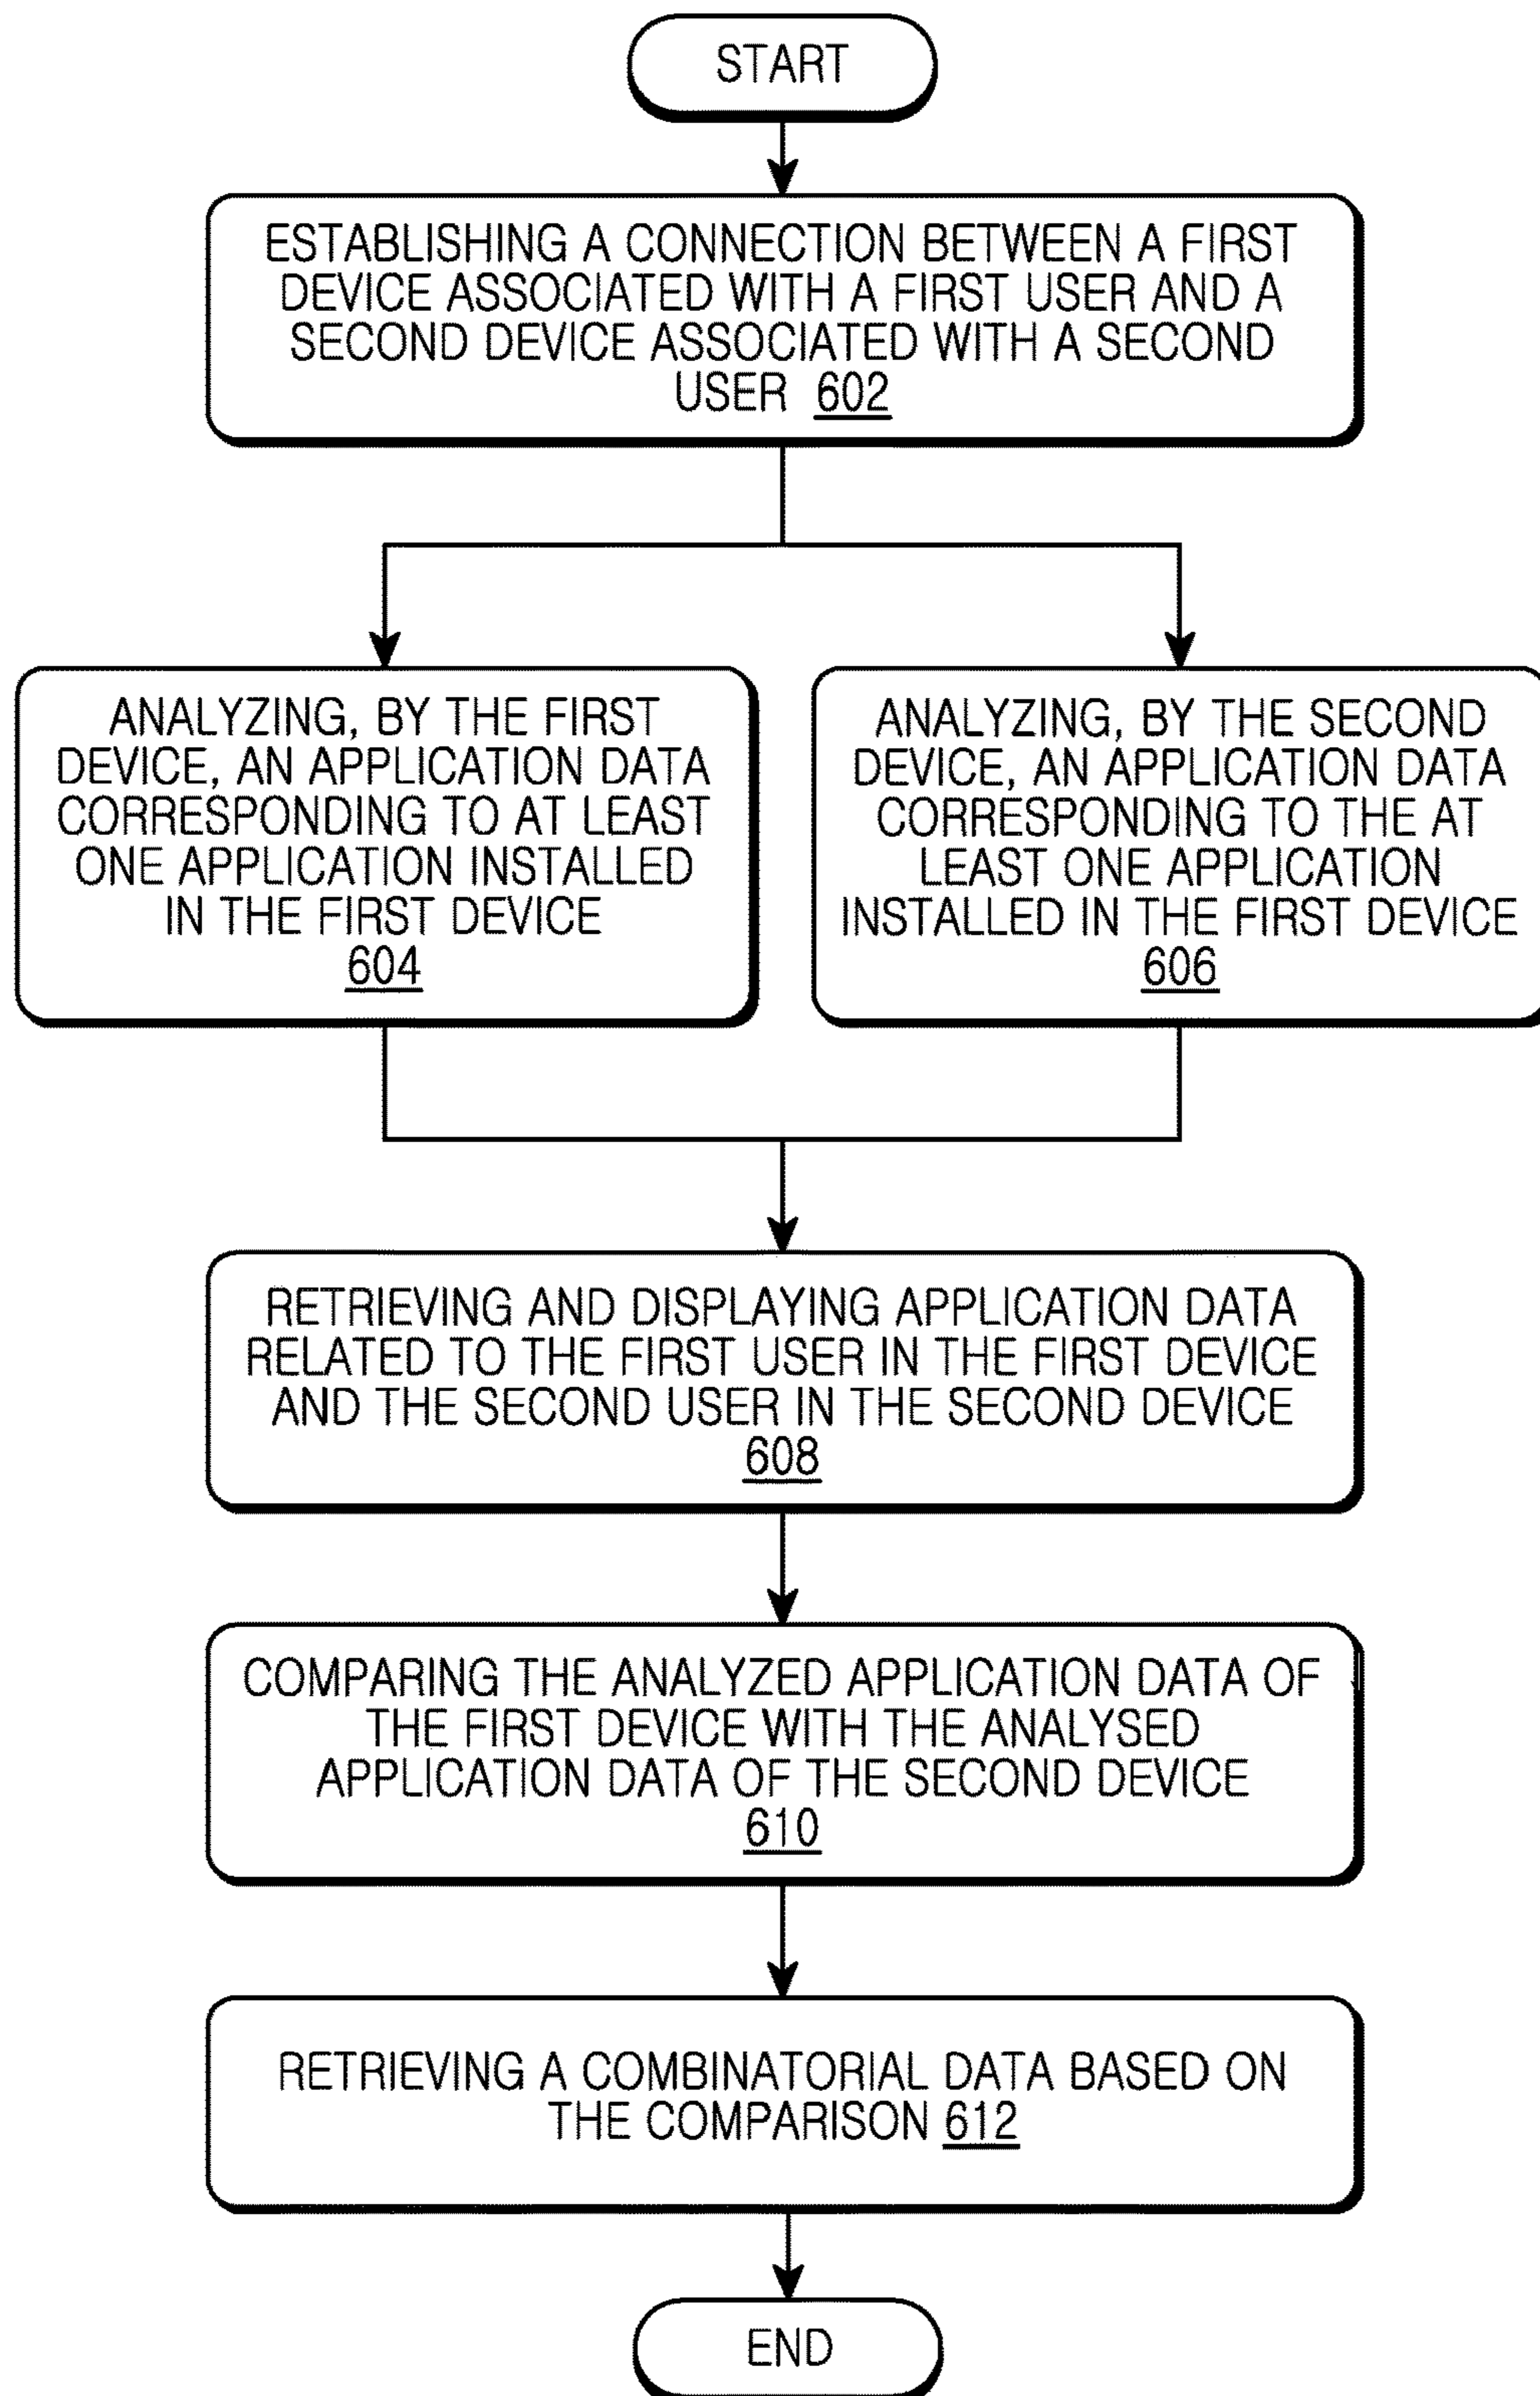 START
ESTABLISHING A CONNECTION BETWEEN A FIRST
DEVICE ASSOCIATED WITH A FIRST USER AND A
SECOND DEVICE ASSOCIATED WITH A SECOND
USER 602
ANALYZING, BY THE FIRST
DEVICE, AN APPLICATION DATA
CORRESPONDING TO AT LEAST
ONE APPLICATION INSTALLED
IN THE FIRST DEVICE
604
ANALYZING, BY THE SECOND
DEVICE, AN APPLICATION DATA
CORRESPONDING TO THE AT
LEAST ONE APPLICATION
INSTALLED IN THE FIRST DEVICE
606
RETRIEVING AND DISPLAYING APPLICATION DATA
RELATED TO THE FIRST USER IN THE FIRST DEVICE
AND THE SECOND USER IN THE SECOND DEVICE
608
COMPARING THE ANALYZED APPLICATION DATA OF
THE FIRST DEVICE WITH THE ANALYSED
APPLICATION DATA OF THE SECOND DEVICE
610
RETRIEVING A COMBINATORIAL DATA BASED ON
THE COMPARISON 612
END